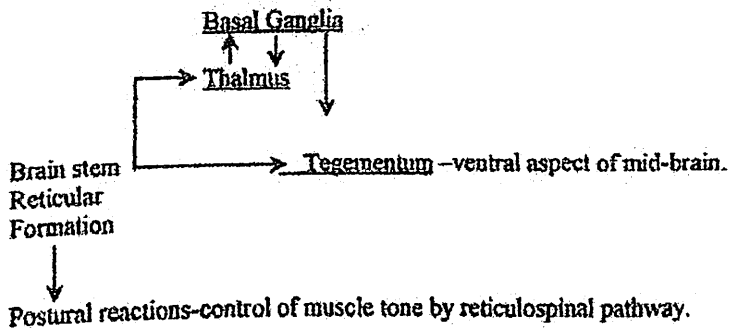 Basal Ganglia
Thalmus
Tegementum –ventral aspect of mid-brain.
Brain stem
Reticular
Formation
Postural reactions-control of muscle tone by reticulospinal pathway.